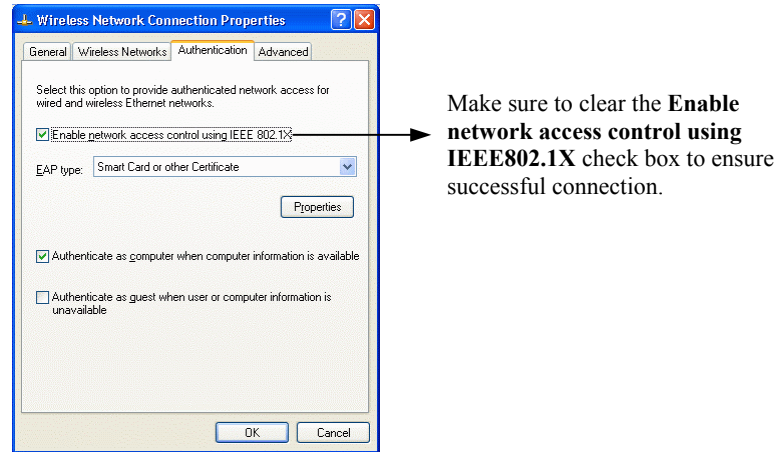 Wireless Network Connection Properties
General
Wireless Networks
Authentication
Advanced
Select this option to provide authenticated network access for
wired and wireless Ethernet networks.
Enable network access control using IEEE 802.1X
EAP type:
Smart Card or other Certificate
Properties
Authenticate as computer when computer information is available
Authenticate as guest when user or computer information is
unavailable
OK
Cancel
Make sure to clear the Enable
network access control using
IEEE802.1X check box to ensure
successful connection.